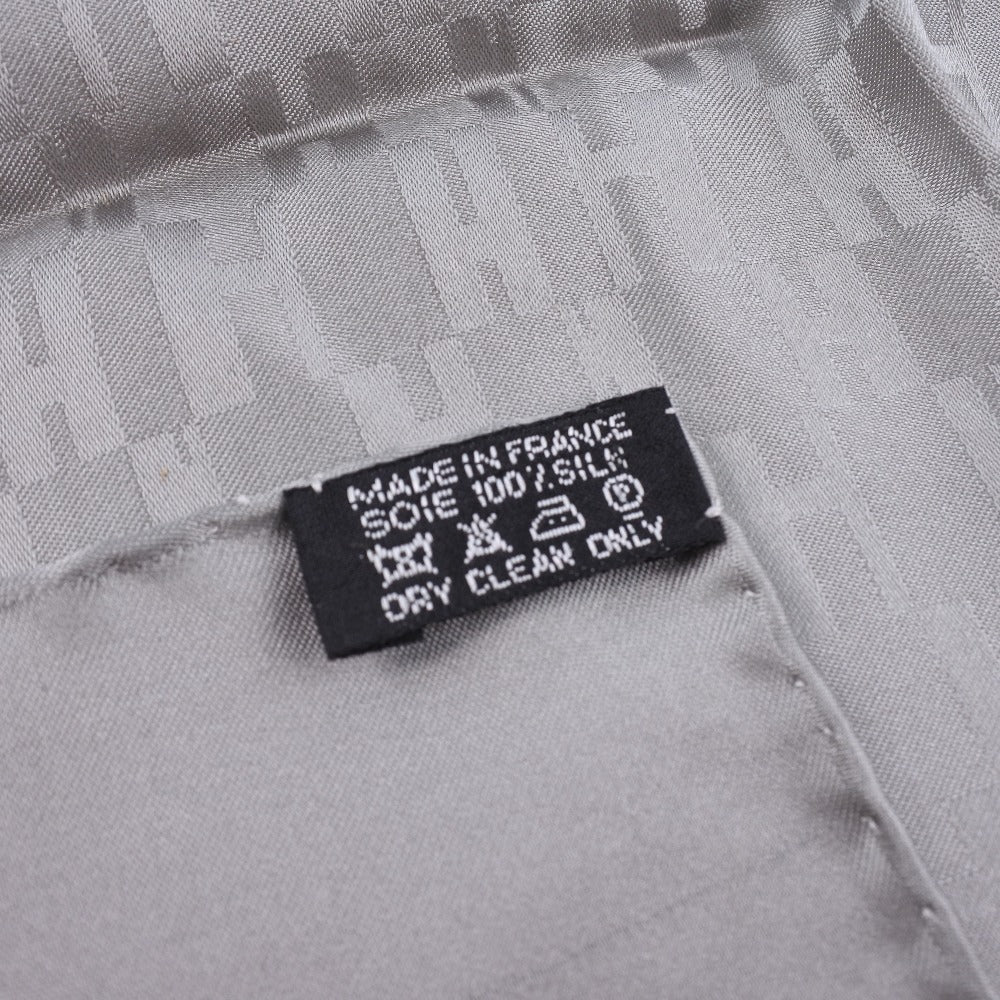 MADE IN FRANCE
SOIE 100% SILK
P
DRY CLEAN ONLY